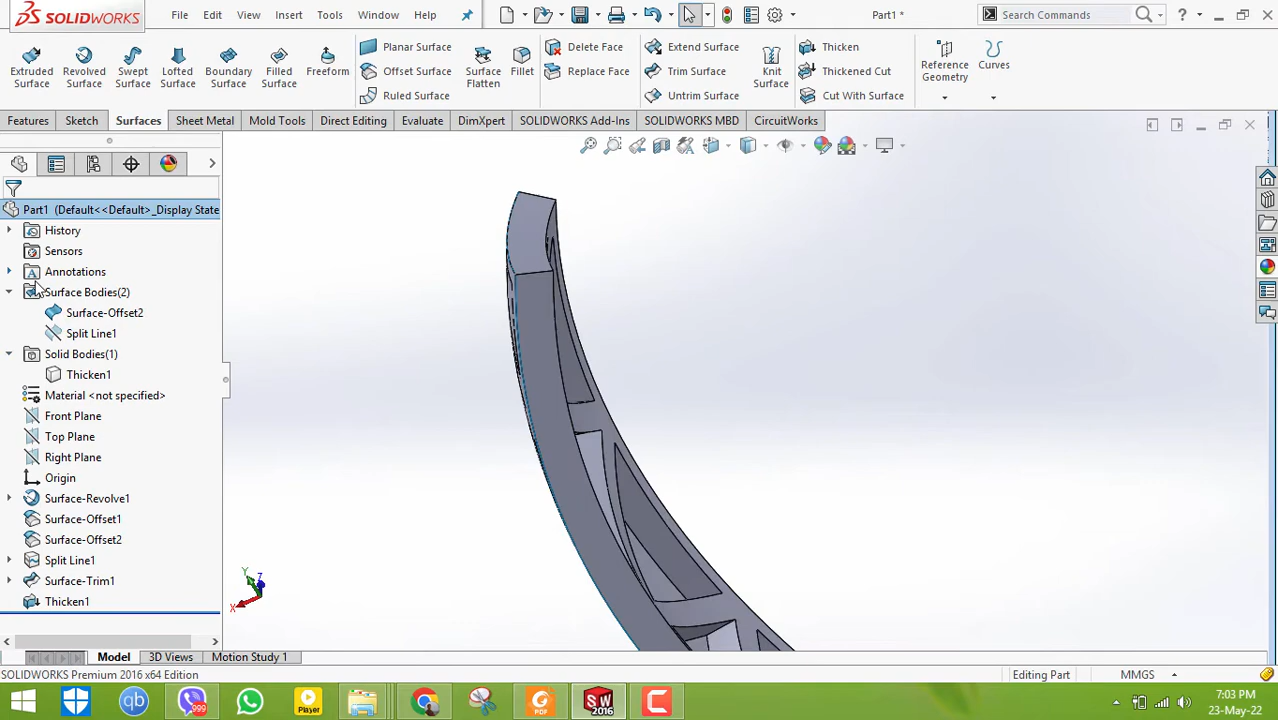 SOLIDWORKS File Edit View Insert Tools Window Help Part1 * Search Commands ?
Extruded Surface
Revolved Surface
Swept Surface
Lofted Surface
Boundary Surface
Filled Surface
Freeform
Planar Surface
Offset Surface
Ruled Surface
Surface Flatten
Fillet
Delete Face
Replace Face
Extend Surface
Trim Surface
Untrim Surface
Knit Surface
Thicken
Thickened Cut
Cut With Surface
Reference Geometry
Curves
Features Sketch Surfaces Sheet Metal Mold Tools Direct Editing Evaluate DimXpert SOLIDWORKS Add-Ins SOLIDWORKS MBD CircuitWorks
Part1 (Default<<Default>_Display State
History
Sensors
A Annotations
Surface Bodies(2)
Surface-Offset2
Split Line1
Solid Bodies(1)
Thicken1
Material <not specified>
Front Plane
Top Plane
Right Plane
Origin
Surface-Revolve1
Surface-Offset1
Surface-Offset2
Split Line1
Surface-Trim1
Thicken1
Y
Z
X
Model 3D Views Motion Study 1
SOLIDWORKS Premium 2016 x64 Edition Editing Part MMGS
qb
999
Player
PDF
SW
2016
7:03 PM
23-May-22